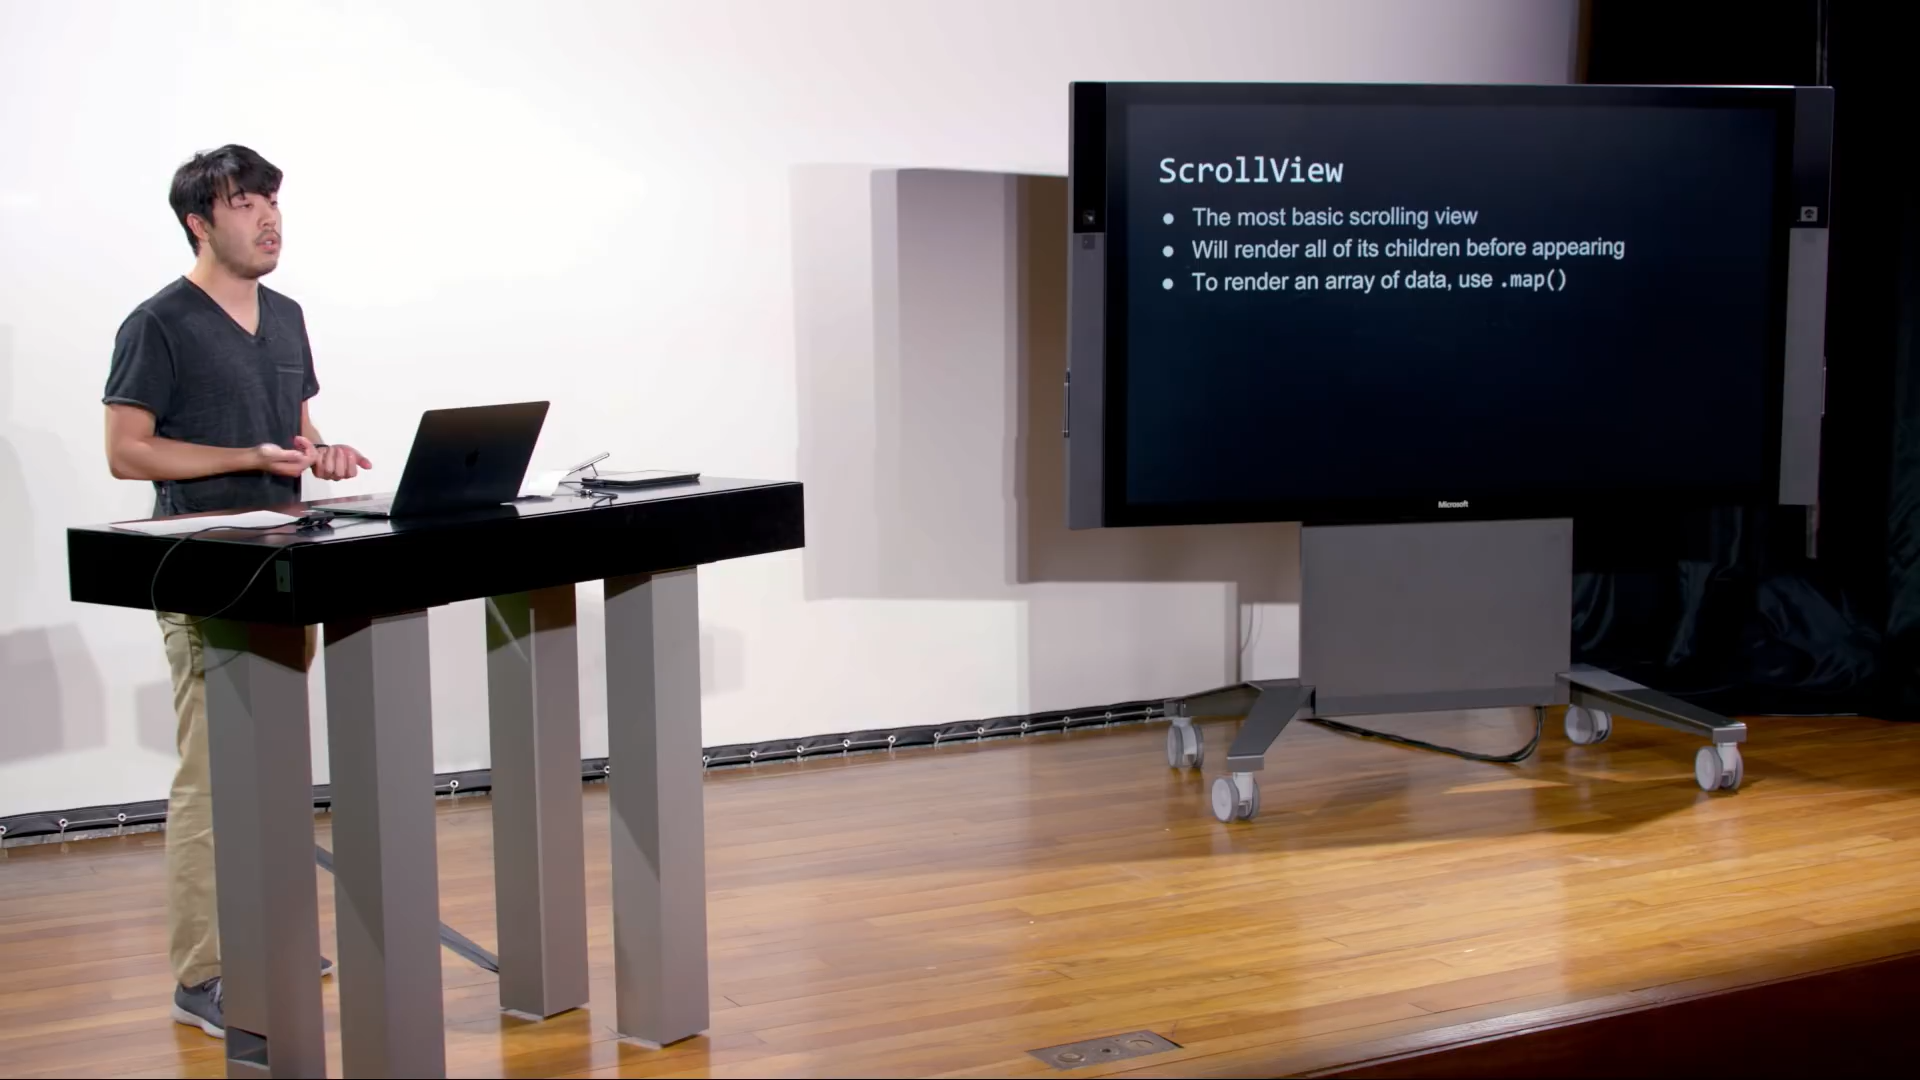 ScrollView
● The most basic scrolling view
● Will render all of its children before appearing
● To render an array of data, use .map()
Microsoft